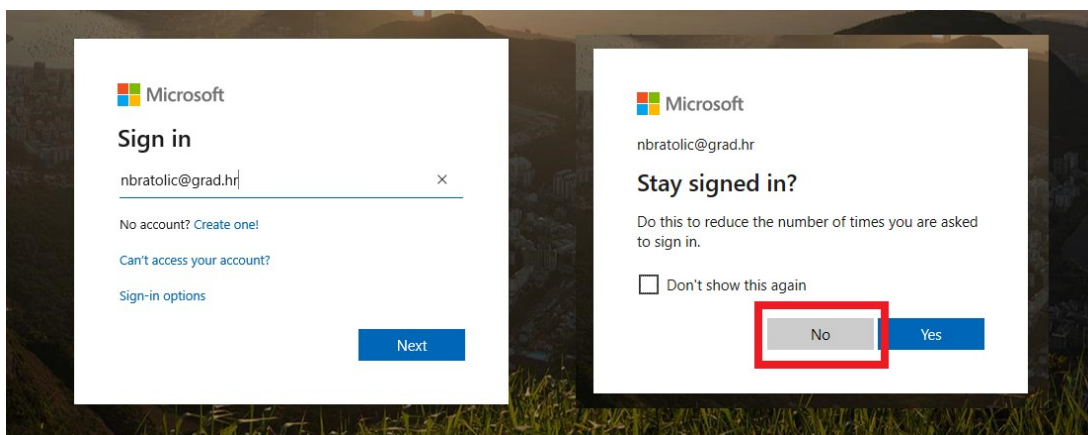 Microsoft
Sign in
nbratolic@grad.hr
No account? Create one!
Can't access your account?
Sign-in options
Next
Microsoft
nbratolic@grad.hr
Stay signed in?
Do this to reduce the number of times you are asked
to sign in.
Don't show this again
No
Yes